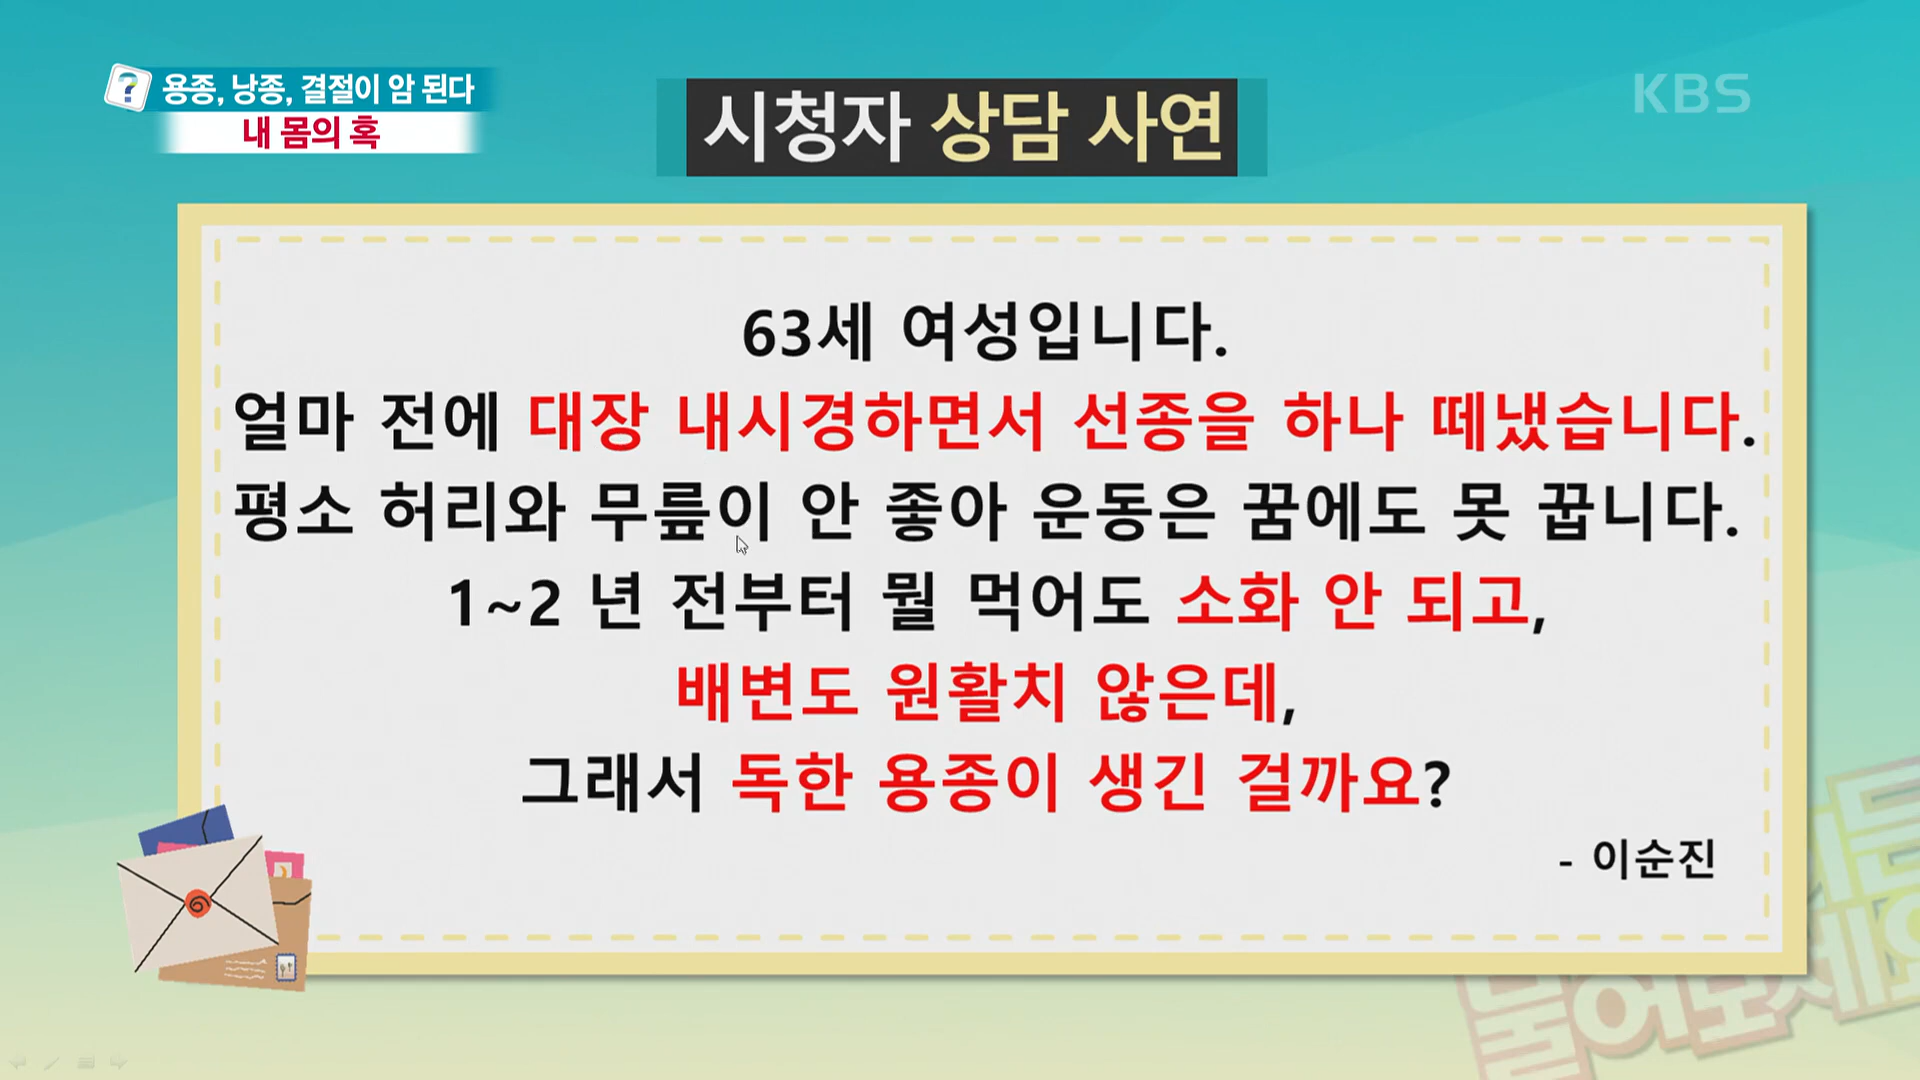 용종, 낭종, 결절이 암 된다
내 몸의 혹
시청자 상담 사연
KBS
63세 여성입니다.
얼마 전에 대장 내시경하면서 선종을 하나 떼냈습니다.
평소 허리와 무릎이 안 좋아 운동은 꿈에도 못 꿉니다.
1~2 년 전부터 뭘 먹어도 소화 안 되고,
배변도 원활치 않은데,
그래서 독한 용종이 생긴 걸까요?
- 이순진
물어보세요